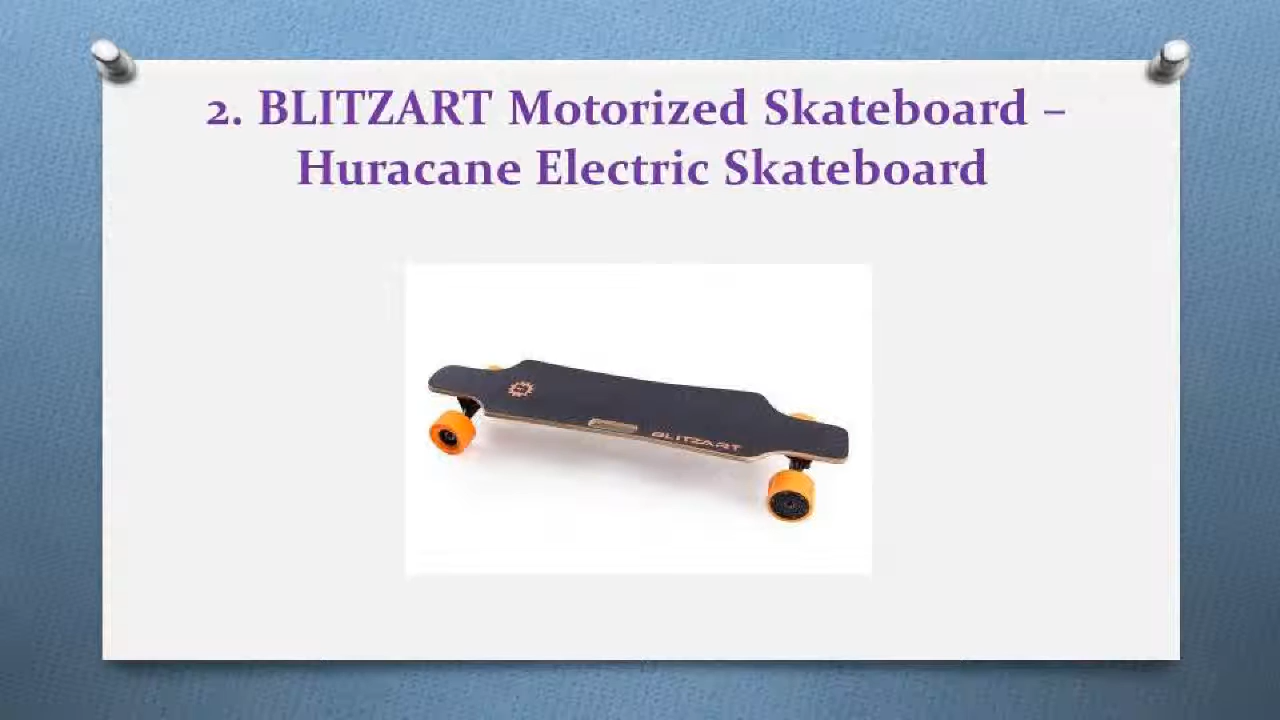 2. BLITZART Motorized Skateboard –
Huracane Electric Skateboard
BLITZART